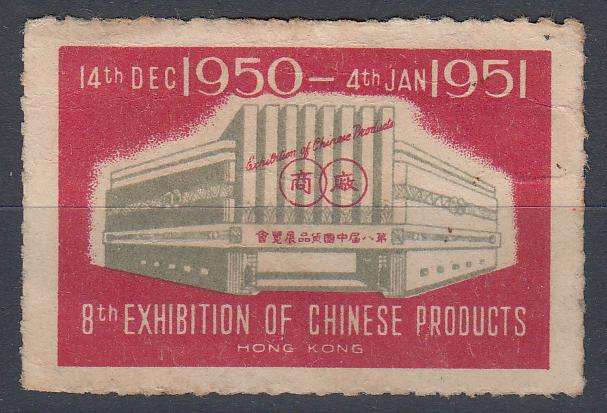 14th DEC 1950 – 4th JAN 1951
Exhibition of Chinese Products
廠商
第八屆中國貨品展覽會
8th EXHIBITION OF CHINESE PRODUCTS
HONG KONG